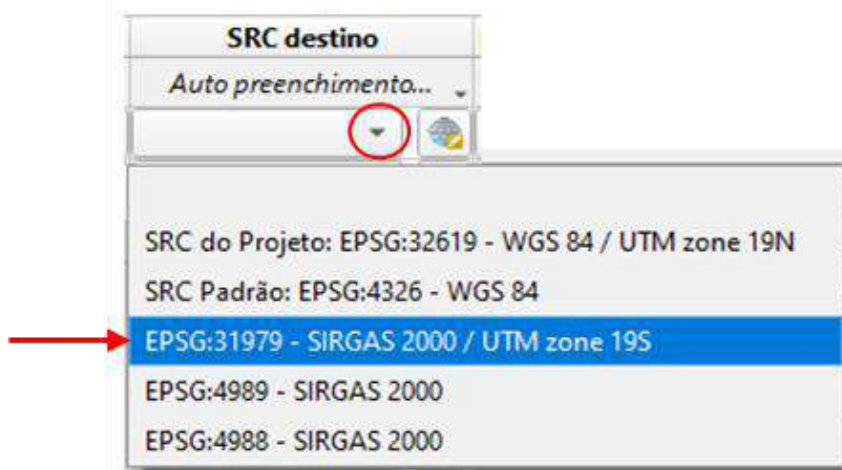 SRC destino
Auto preenchimento...
SRC do Projeto: EPSG:32619 - WGS 84 / UTM zone 19N
SRC Padrão: EPSG:4326 - WGS 84
EPSG:31979 - SIRGAS 2000 / UTM zone 19S
EPSG:4989 - SIRGAS 2000
EPSG:4988 - SIRGAS 2000